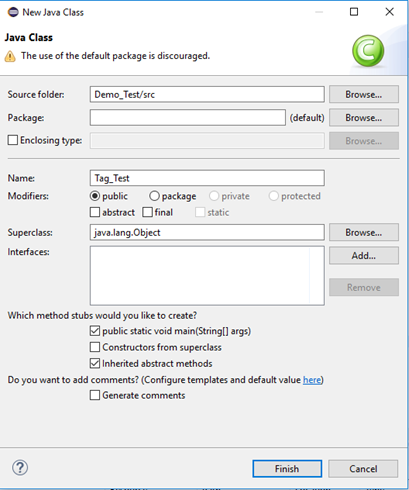 New Java Class
Java Class
The use of the default package is discouraged.
Source folder: Demo_Test/src Browse...
Package: (default) Browse...
Enclosing type: Browse...
Name: Tag_Test
Modifiers: public package private protected
abstract final static
Superclass: java.lang.Object Browse...
Interfaces: Add...
Remove
Which method stubs would you like to create?
public static void main(String[] args)
Constructors from superclass
Inherited abstract methods
Do you want to add comments? (Configure templates and default value here)
Generate comments
? Finish Cancel